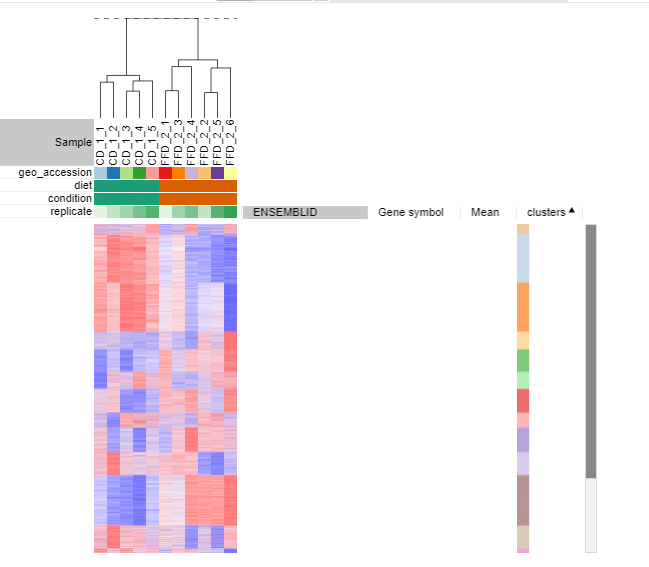 Sample
CD_1_1
CD_1_2
CD_1_3
CD_1_4
CD_1_5
FFD_2_1
FFD_2_3
FFD_2_4
FFD_2_2
FFD_2_5
FFD_2_6
geo_accession
diet
condition
replicate
ENSEMBLID Gene symbol Mean clusters ▲